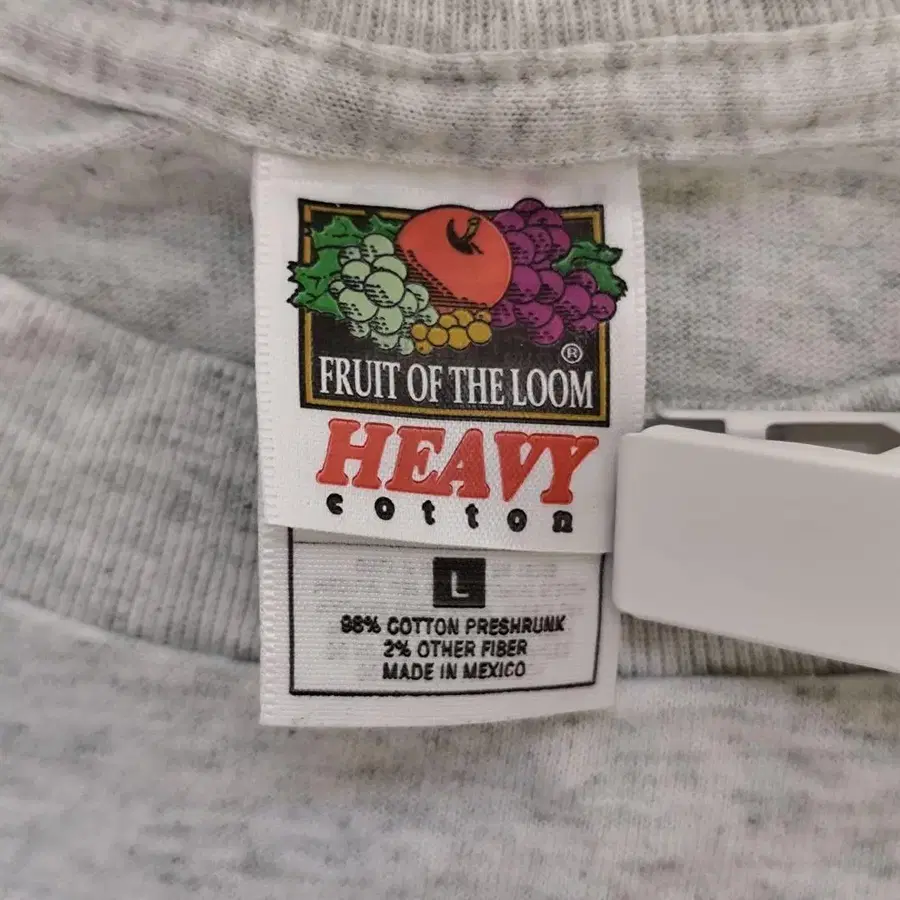 ®
FRUIT OF THE LOOM
HEAVY
cotton
L
98% COTTON PRESHRUNK
2% OTHER FIBER
MADE IN MEXICO